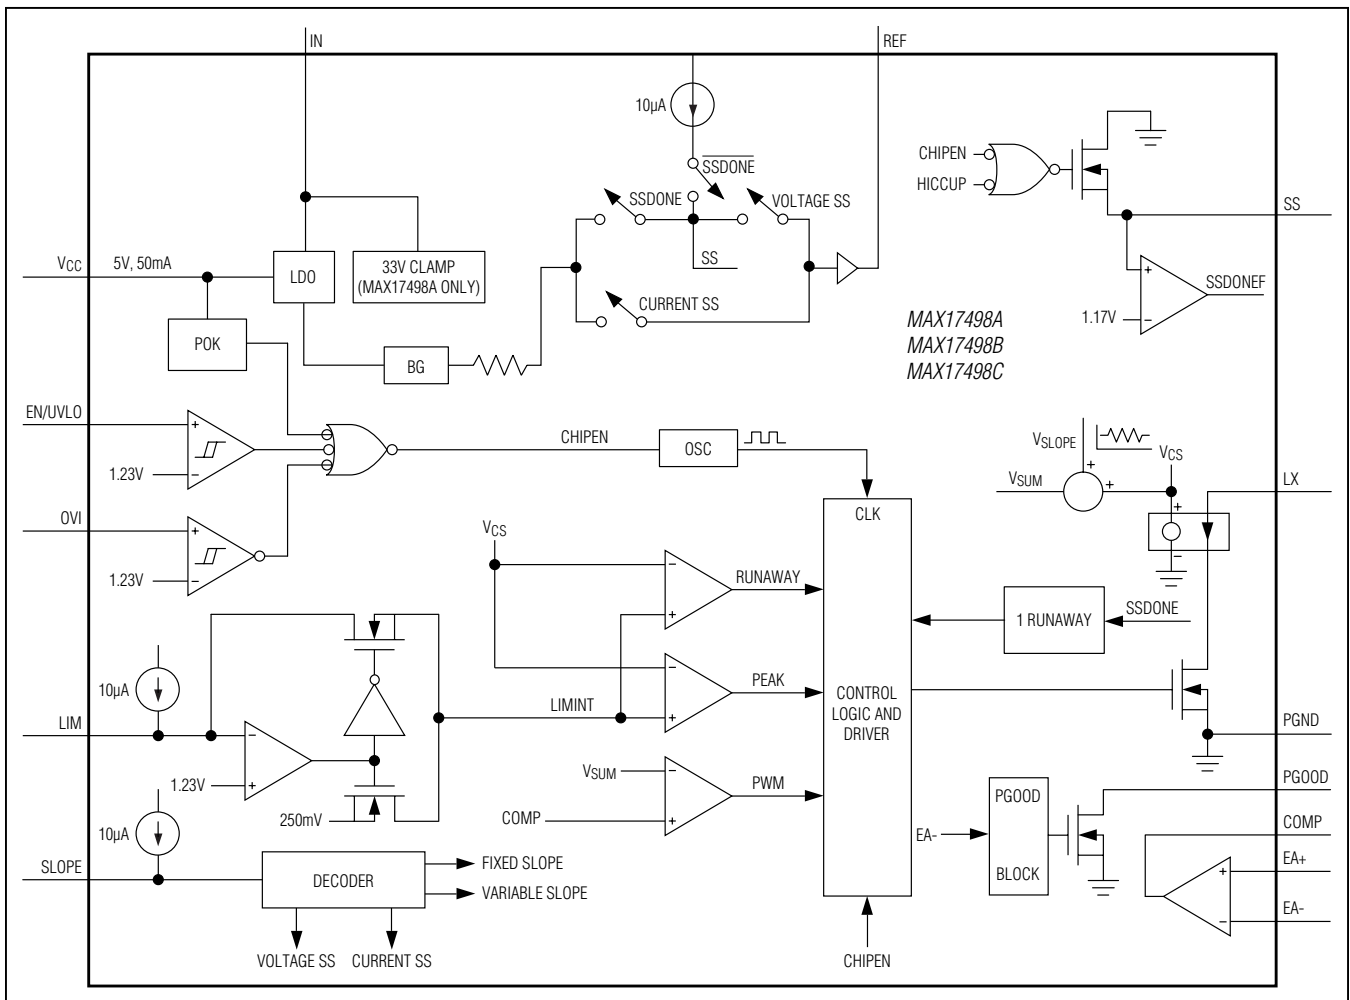 IN
REF
10µA
SSDONE
CHIPEN
HICCUP
SSDONE
VOLTAGE SS
SS
VCC
5V, 50mA
LDO
33V CLAMP
(MAX17498A ONLY)
SS
SSDONEF
1.17V
CURRENT SS
MAX17498A
MAX17498B
MAX17498C
POK
BG
EN/UVLO
1.23V
CHIPEN
OSC
VSLOPE
VCS
VSUM
LX
OVI
1.23V
CLK
VCS
RUNAWAY
1 RUNAWAY
SSDONE
10µA
LIM
1.23V
250mV
LIMINT
PEAK
CONTROL
LOGIC AND
DRIVER
PGND
VSUM
PWM
COMP
PGOOD
PGOOD
BLOCK
EA-
COMP
EA+
EA-
10µA
SLOPE
DECODER
FIXED SLOPE
VARIABLE SLOPE
VOLTAGE SS
CURRENT SS
CHIPEN